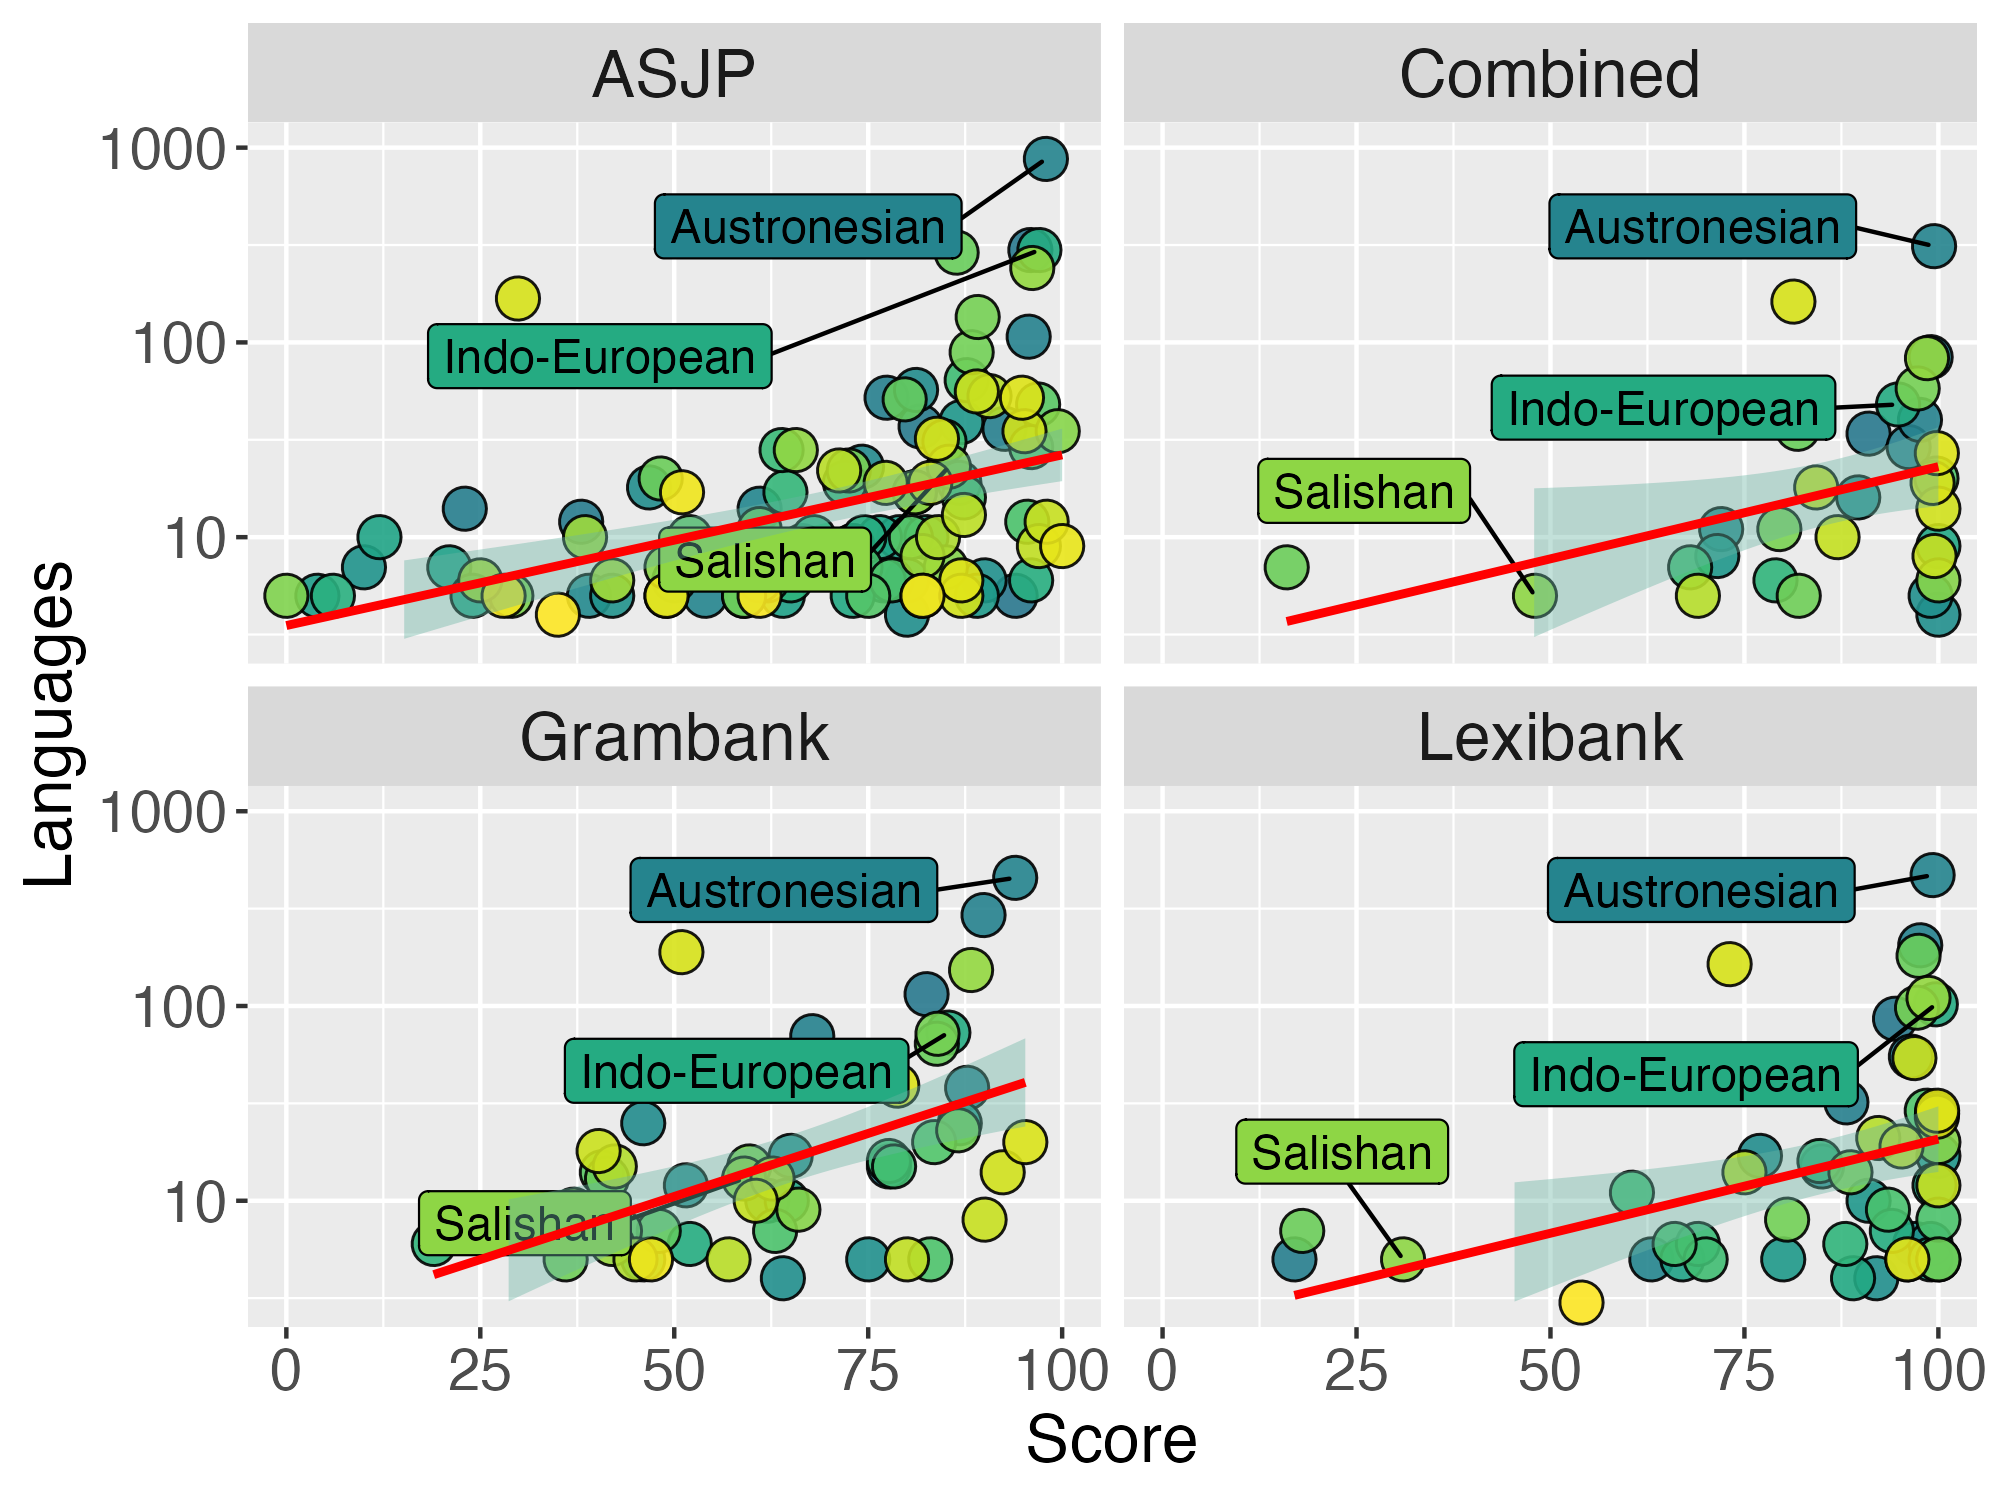 ASJP
Combined
1000
100
10
Austronesian
Indo-European
Salishan
Austronesian
Indo-European
Salishan
Languages
Grambank
Lexibank
1000
100
10
Austronesian
Indo-European
Salishan
Austronesian
Indo-European
Salishan
0 25 50 75 100
0 25 50 75 100
Score